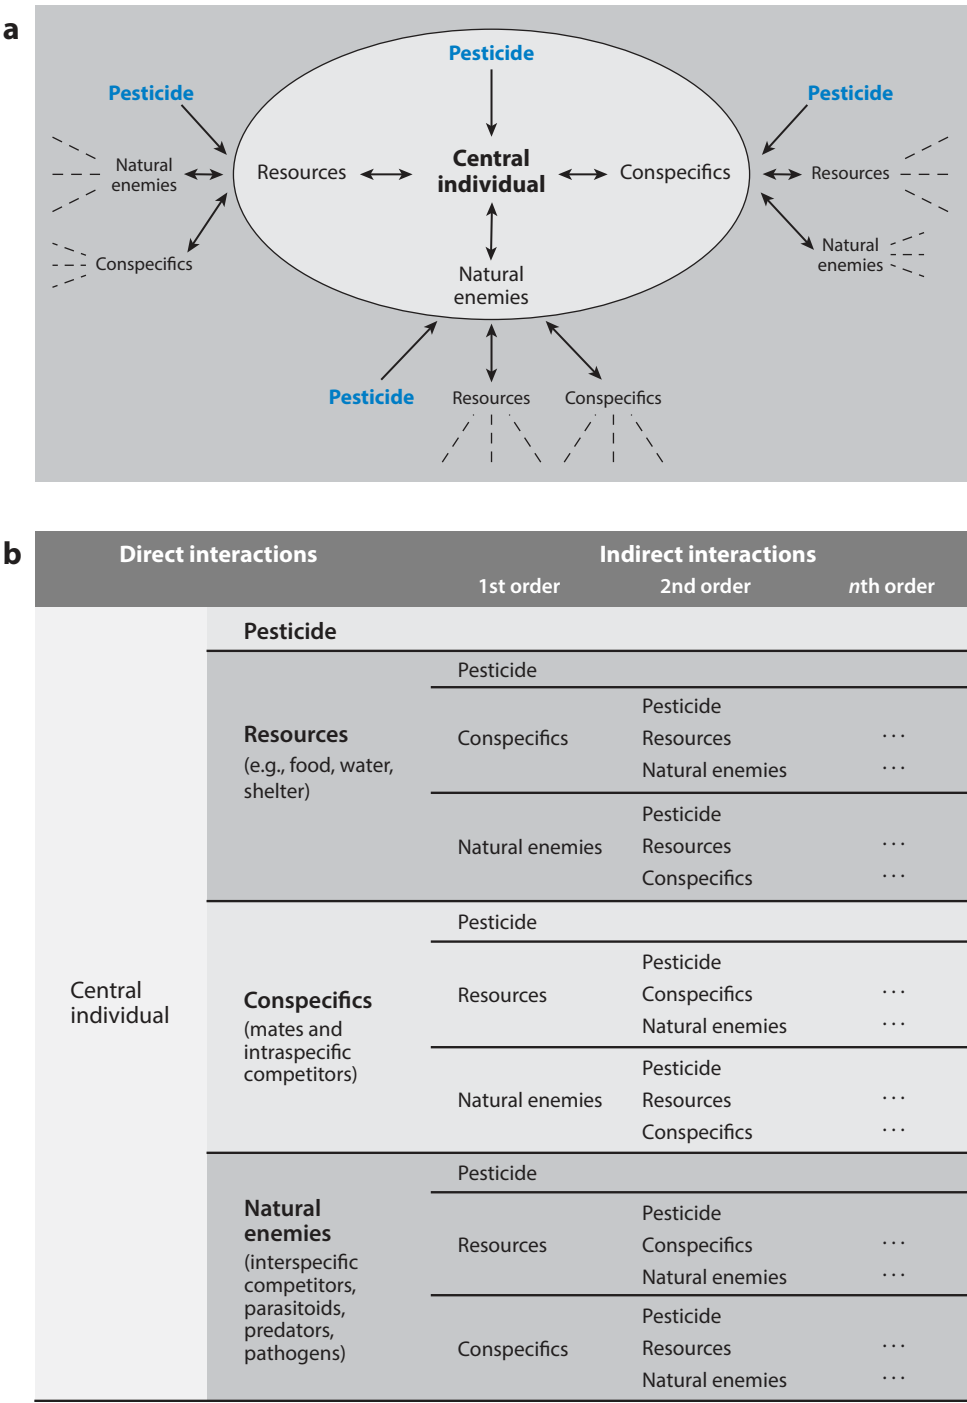 a
Pesticide
Pesticide
Pesticide
Natural
enemies
Resources
Central
individual
Conspecifics
Resources
Conspecifics
Natural
enemies
Natural
enemies
Pesticide
Resources
Conspecifics
b
Direct interactions
Indirect interactions
1st order
2nd order
nth order
Pesticide
Pesticide
Resources
(e.g., food, water,
shelter)
Conspecifics
Pesticide
Resources
...
Natural enemies
...
Natural enemies
Pesticide
Resources
...
Conspecifics
...
Central
individual
Pesticide
Conspecifics
(mates and
intraspecific
competitors)
Resources
Pesticide
Conspecifics
...
Natural enemies
...
Natural enemies
Pesticide
Resources
...
Conspecifics
...
Pesticide
Natural
enemies
(interspecific
competitors,
parasitoids,
predators,
pathogens)
Resources
Pesticide
Conspecifics
...
Natural enemies
...
Conspecifics
Pesticide
Resources
...
Natural enemies
...